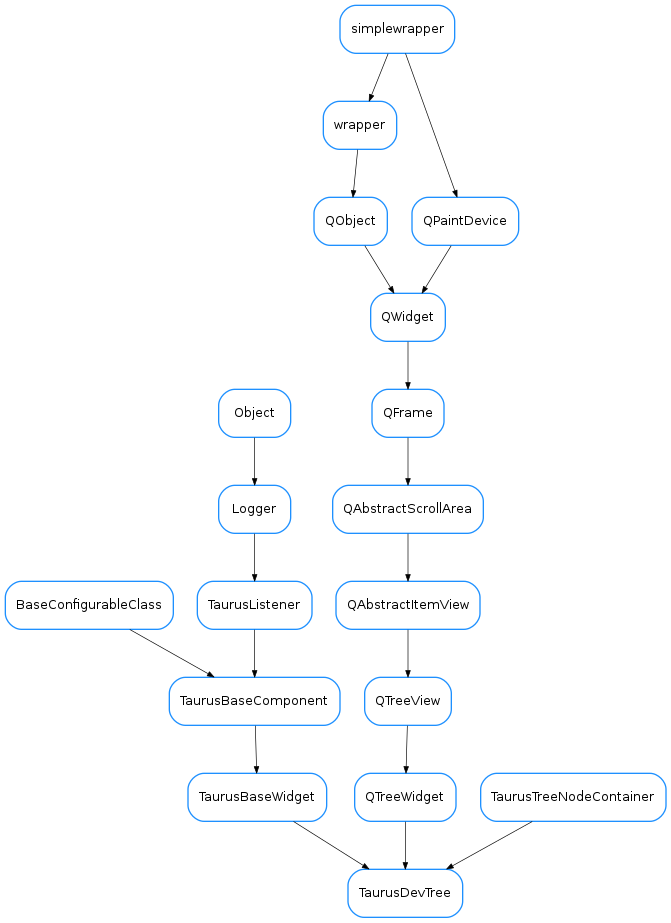 simplewrapper
wrapper
QObject
QPaintDevice
QWidget
Object
QFrame
Logger
QAbstractScrollArea
BaseConfigurableClass
TaurusListener
QAbstractItemView
TaurusBaseComponent
QTreeView
TaurusBaseWidget
QTreeWidget
TaurusTreeNodeContainer
TaurusDevTree